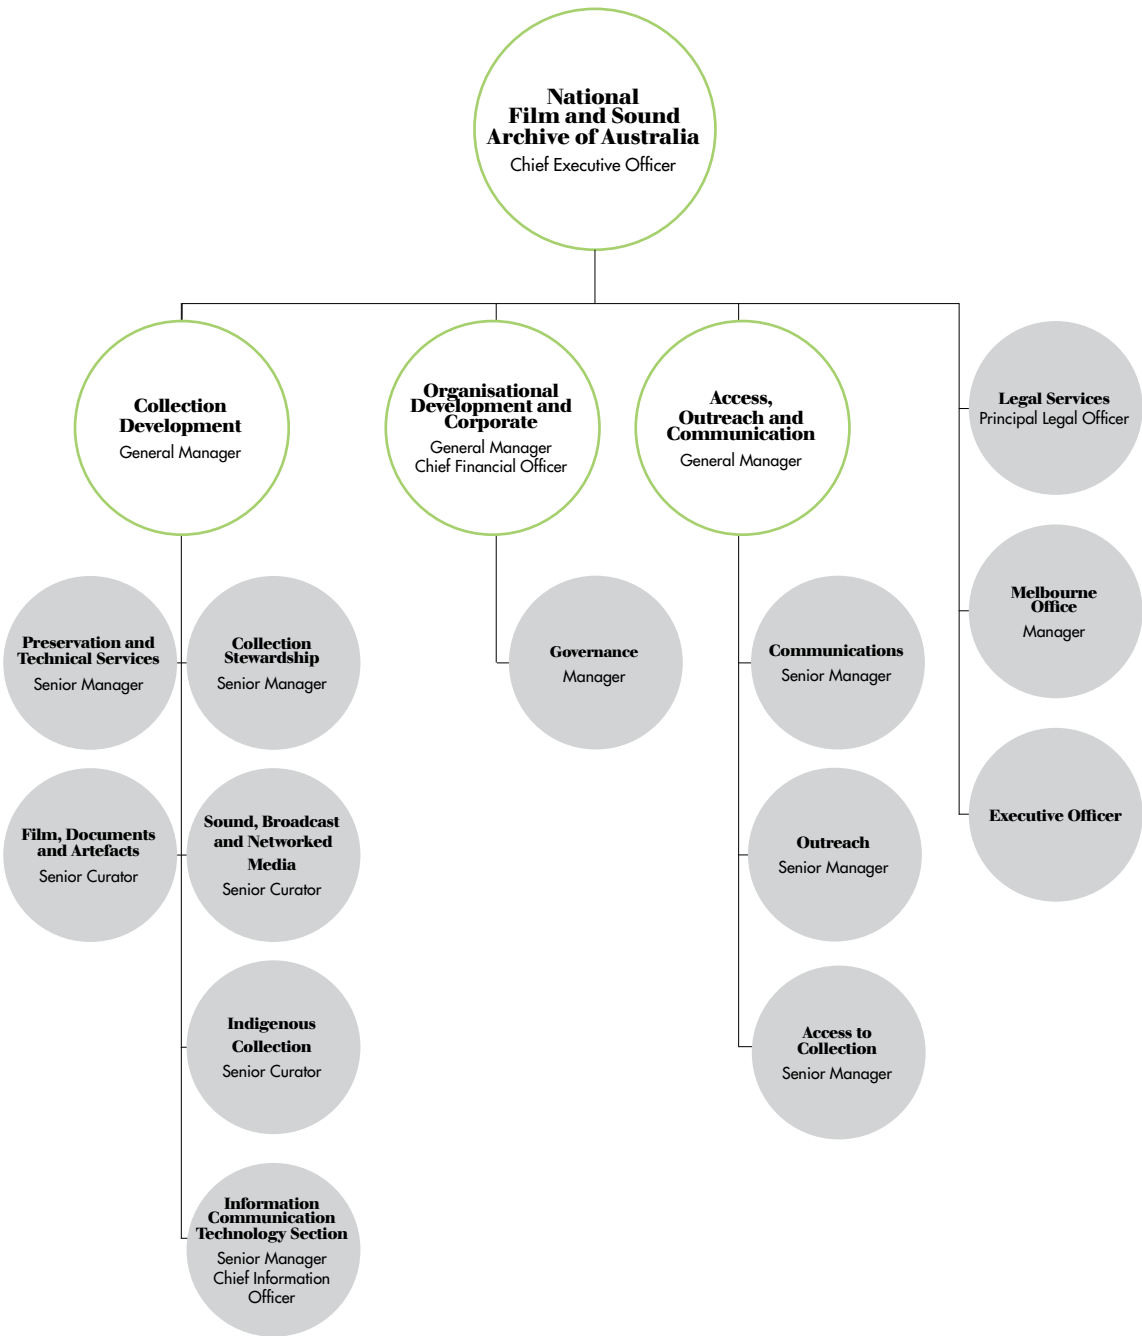 National
Film and Sound
Archive of Australia
Chief Executive Officer
Collection
Development
General Manager
Organisational
Development and
Corporate
General Manager
Chief Financial Officer
Access,
Outreach and
Communication
General Manager
Legal Services
Principal Legal Officer
Melbourne
Office
Manager
Executive Officer
Preservation and
Technical Services
Senior Manager
Collection
Stewardship
Senior Manager
Film, Documents
and Artefacts
Senior Curator
Sound, Broadcast
and Networked
Media
Senior Curator
Indigenous
Collection
Senior Curator
Information
Communication
Technology Section
Senior Manager
Chief Information
Officer
Governance
Manager
Communications
Senior Manager
Outreach
Senior Manager
Access to
Collection
Senior Manager